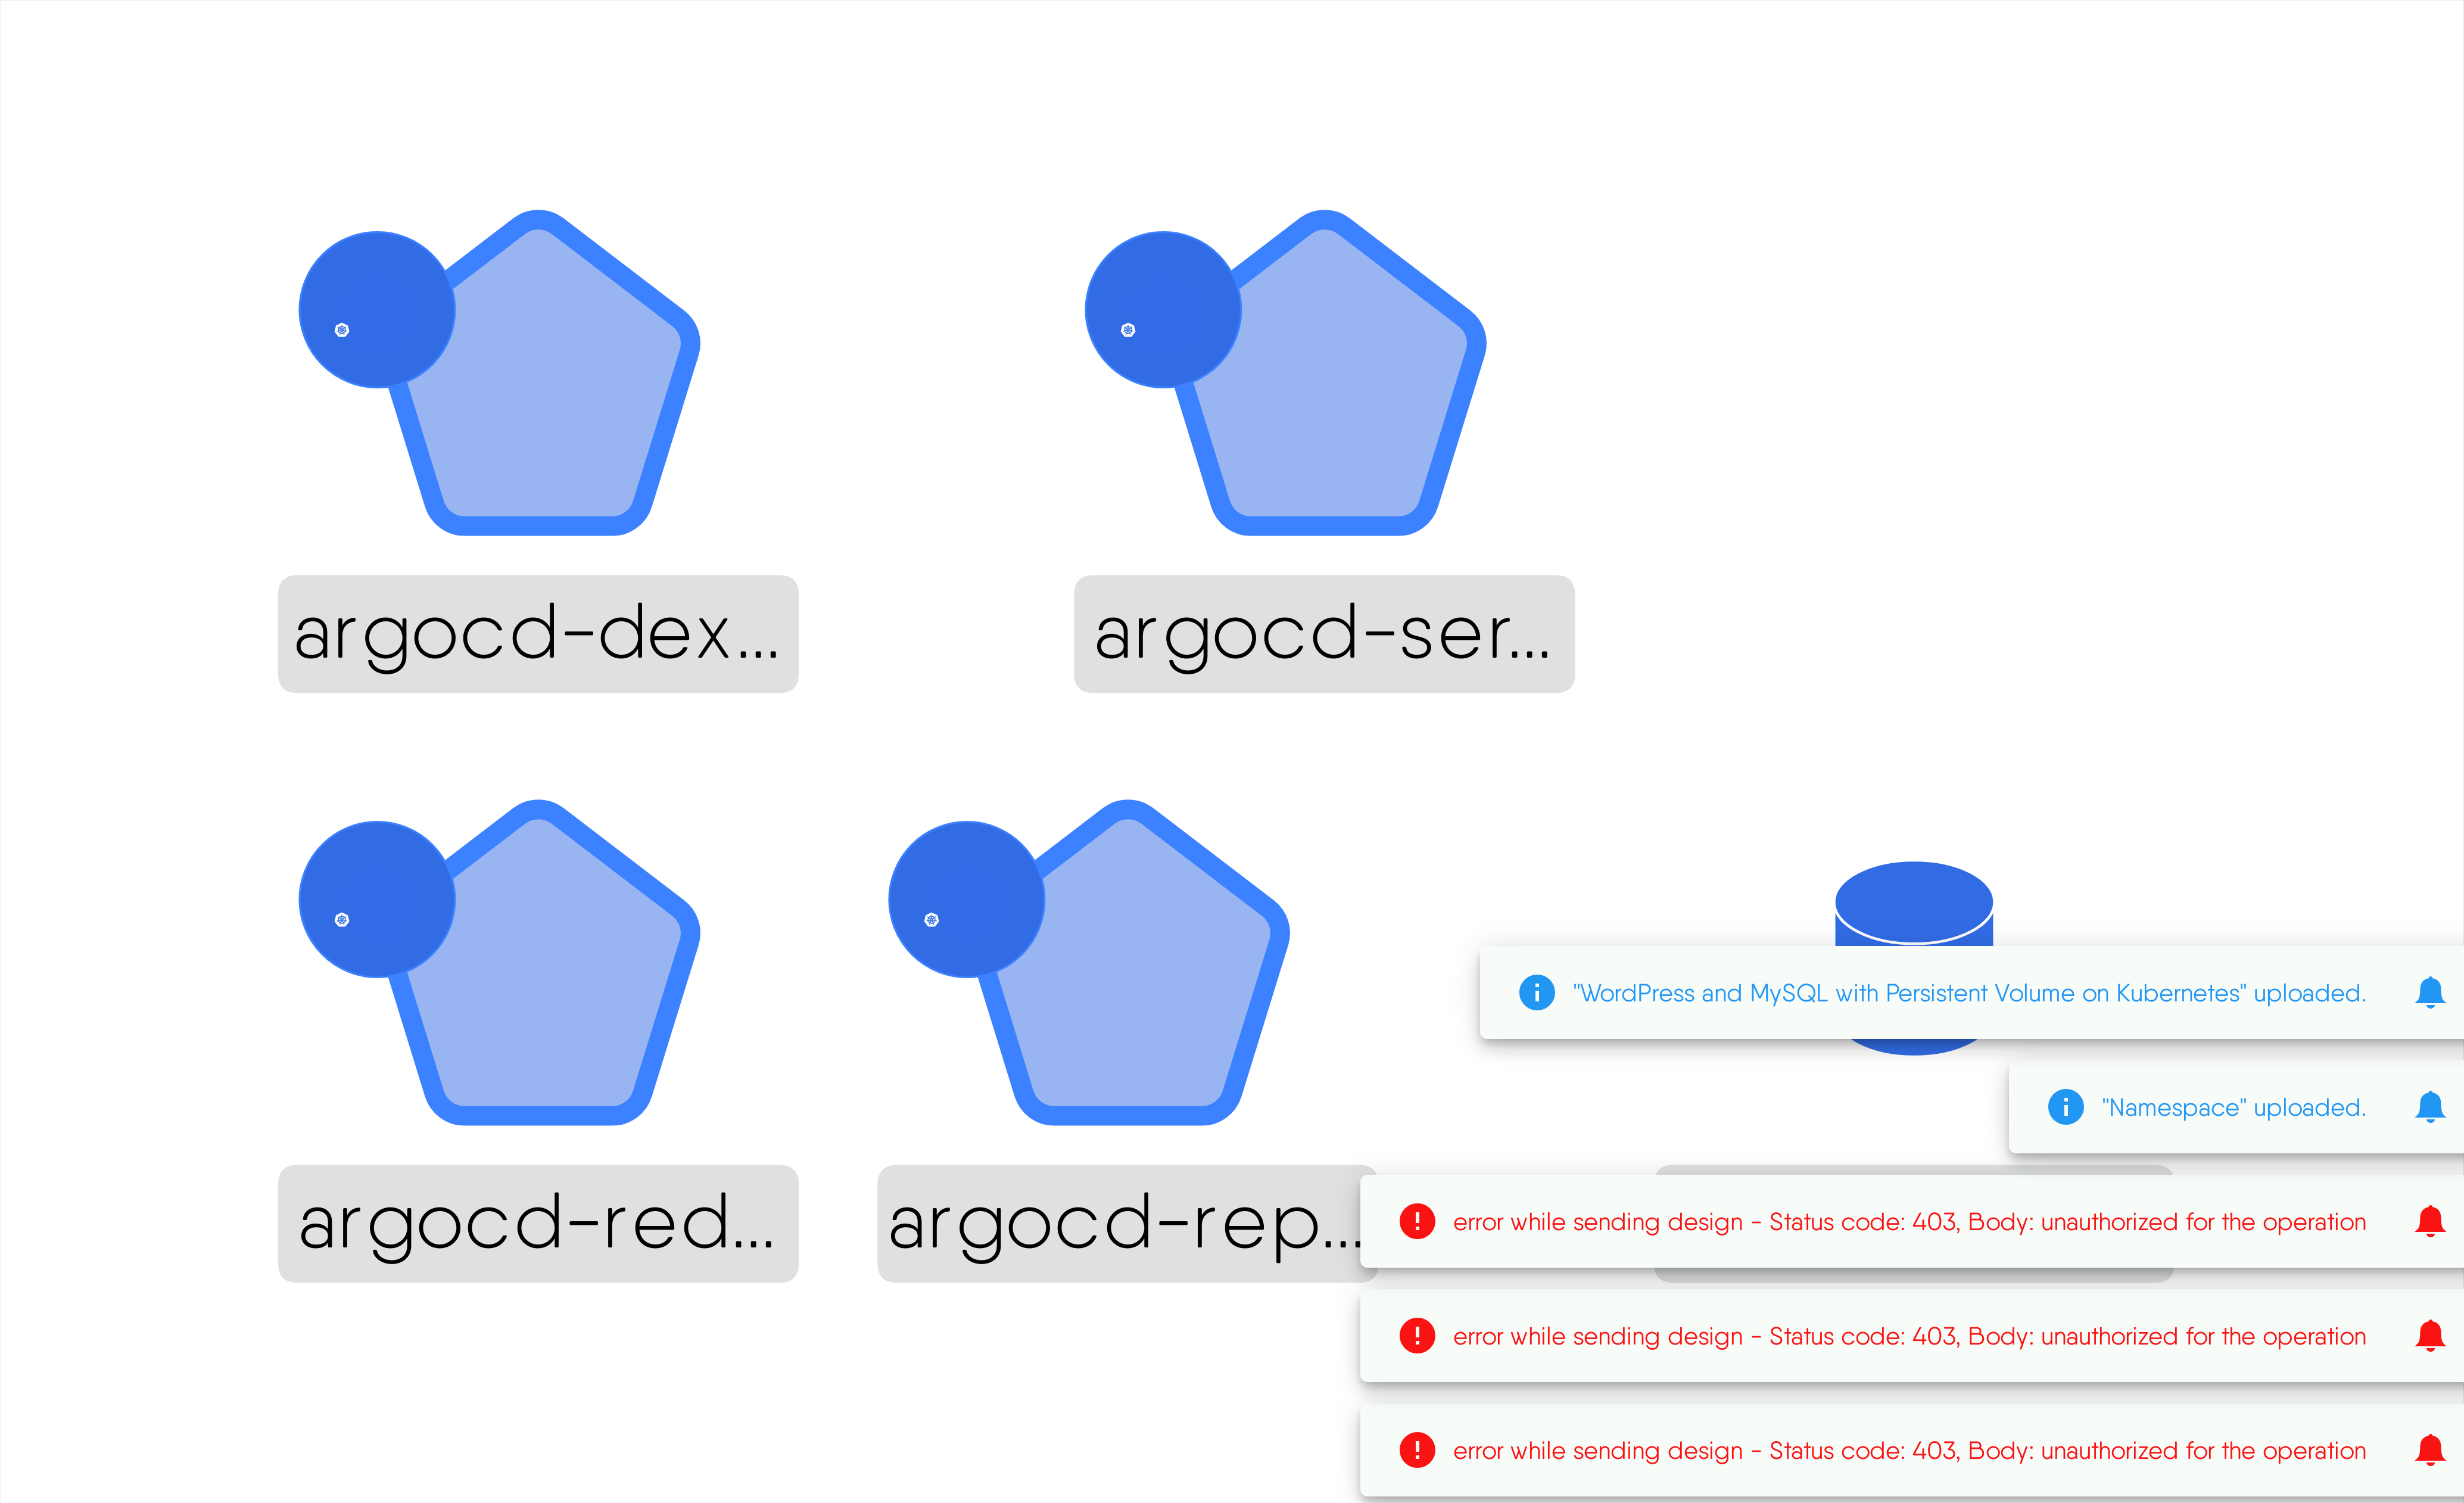 argocd-dex...
argocd-ser...
argocd-red...
argocd-rep...
"WordPress and MySQL with Persistent Volume on Kubernetes" uploaded.
"Namespace" uploaded.
error while sending design - Status code: 403, Body: unauthorized for the operation
error while sending design - Status code: 403, Body: unauthorized for the operation
error while sending design - Status code: 403, Body: unauthorized for the operation